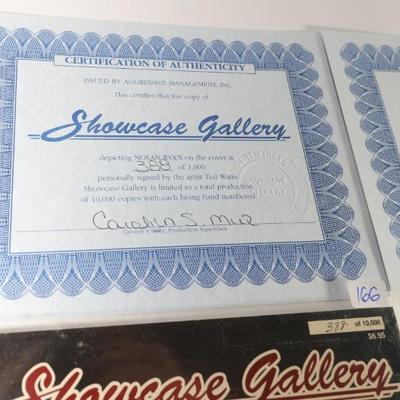 CERTIFICATION OF AUTHENTICITY
ISSUED BY AGGRESSIVE MANAGEMENT, INC.
This certifies that this copy of
Showcase Gallery
depicting NOLAN RYAN on the cover is
388 of 1,000
personally signed by the artist Ted Watts.
Showcase Gallery is limited to a total production
of 10,000 copies with each being hand numbered.
Carolyn S. Muir
Production Supervisor
166
388 of 10,000
$6.95
Showcase Gallery